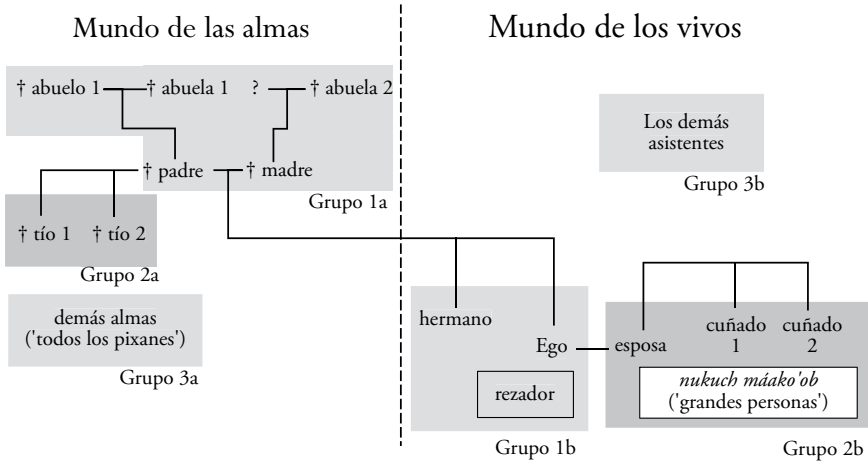 Mundo de las almas
† abuelo 1 † abuela 1 ? † abuela 2
† padre † madre
Grupo 1a
† tío 1 † tío 2
Grupo 2a
demás almas
('todos los pixanes')
Grupo 3a
Mundo de los vivos
Los demás
asistentes
Grupo 3b
hermano
Ego
rezador
Grupo 1b
esposa
cuñado
1
cuñado
2
nukuch máako'ob
('grandes personas')
Grupo 2b